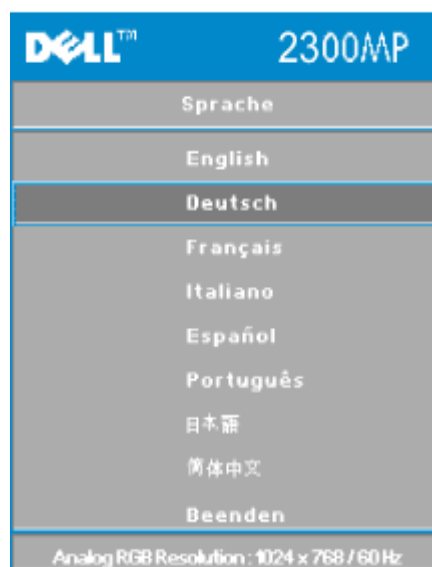 DELL™ 2300MP
Sprache
English
Deutsch
Français
Italiano
Español
Português
日本語
简体中文
Beenden
Analog RGB Resolution : 1024 x 768 / 60 Hz